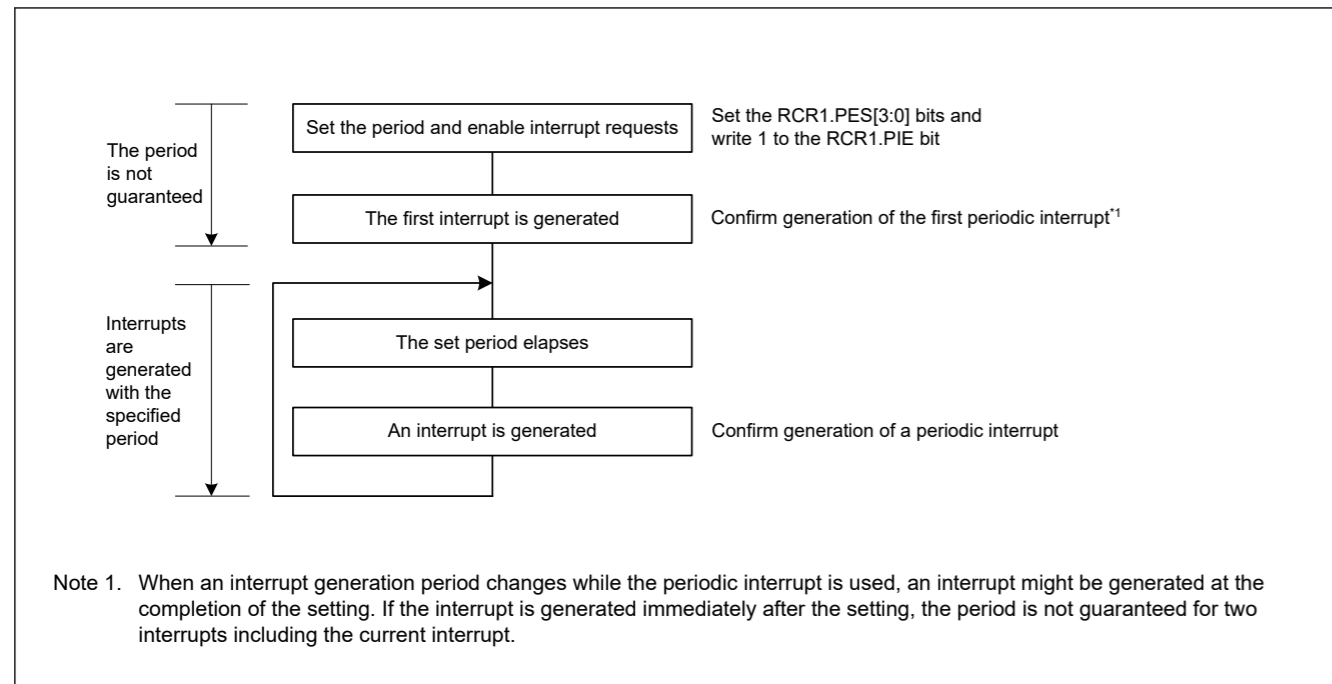 The period
is not
guaranteed
Set the period and enable interrupt requests
Set the RCR1.PES[3:0] bits and
write 1 to the RCR1.PIE bit
The first interrupt is generated
Confirm generation of the first periodic interrupt*1
Interrupts
are
generated
with the
specified
period
The set period elapses
An interrupt is generated
Confirm generation of a periodic interrupt
Note 1. When an interrupt generation period changes while the periodic interrupt is used, an interrupt might be generated at the
completion of the setting. If the interrupt is generated immediately after the setting, the period is not guaranteed for two
interrupts including the current interrupt.